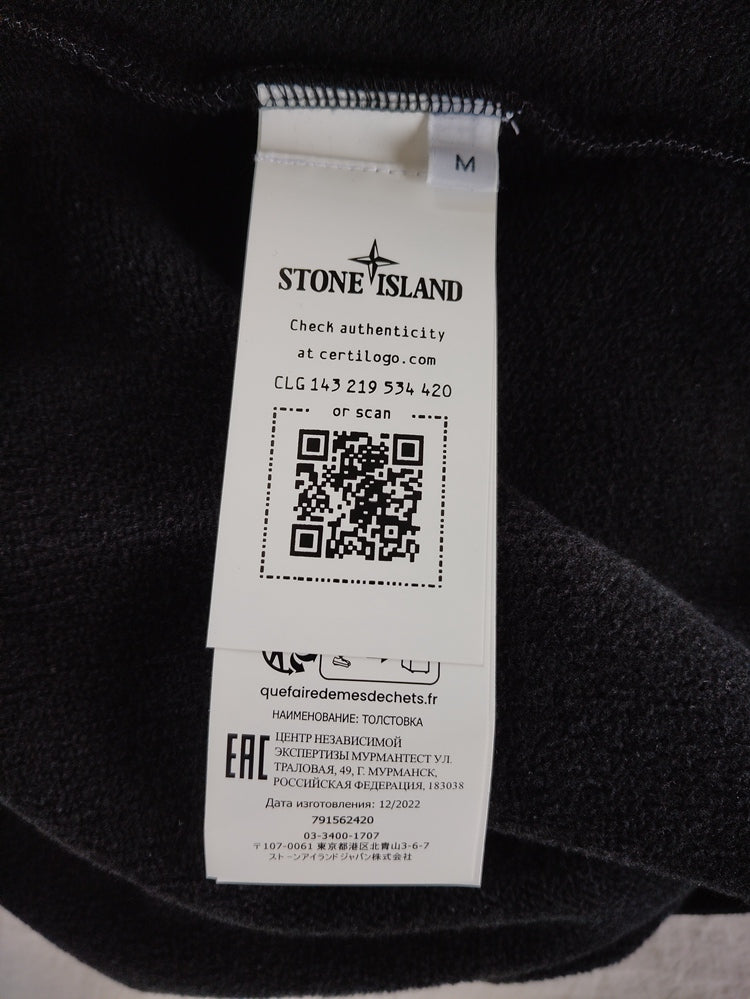 M
STONE ISLAND
Check authenticity
at certilogo.com
CLG 143 219 534 420
or scan
quefairedemesdechets.fr
НАИМЕНОВАНИЕ: ТОЛСТОВКА
EAC
ЦЕНТР НЕЗАВИСИМОЙ
ЭКСПЕРТИЗЫ МУРМАНТЕСТ УЛ.
ТРАЛОВАЯ, 49, Г. МУРМАНСК,
РОССИЙСКАЯ ФЕДЕРАЦИЯ, 183038
Дата изготовления: 12/2022
791562420
03-3400-1707
〒107-0061 東京都港区北青山3-6-7
ストーンアイランドジャパン株式会社